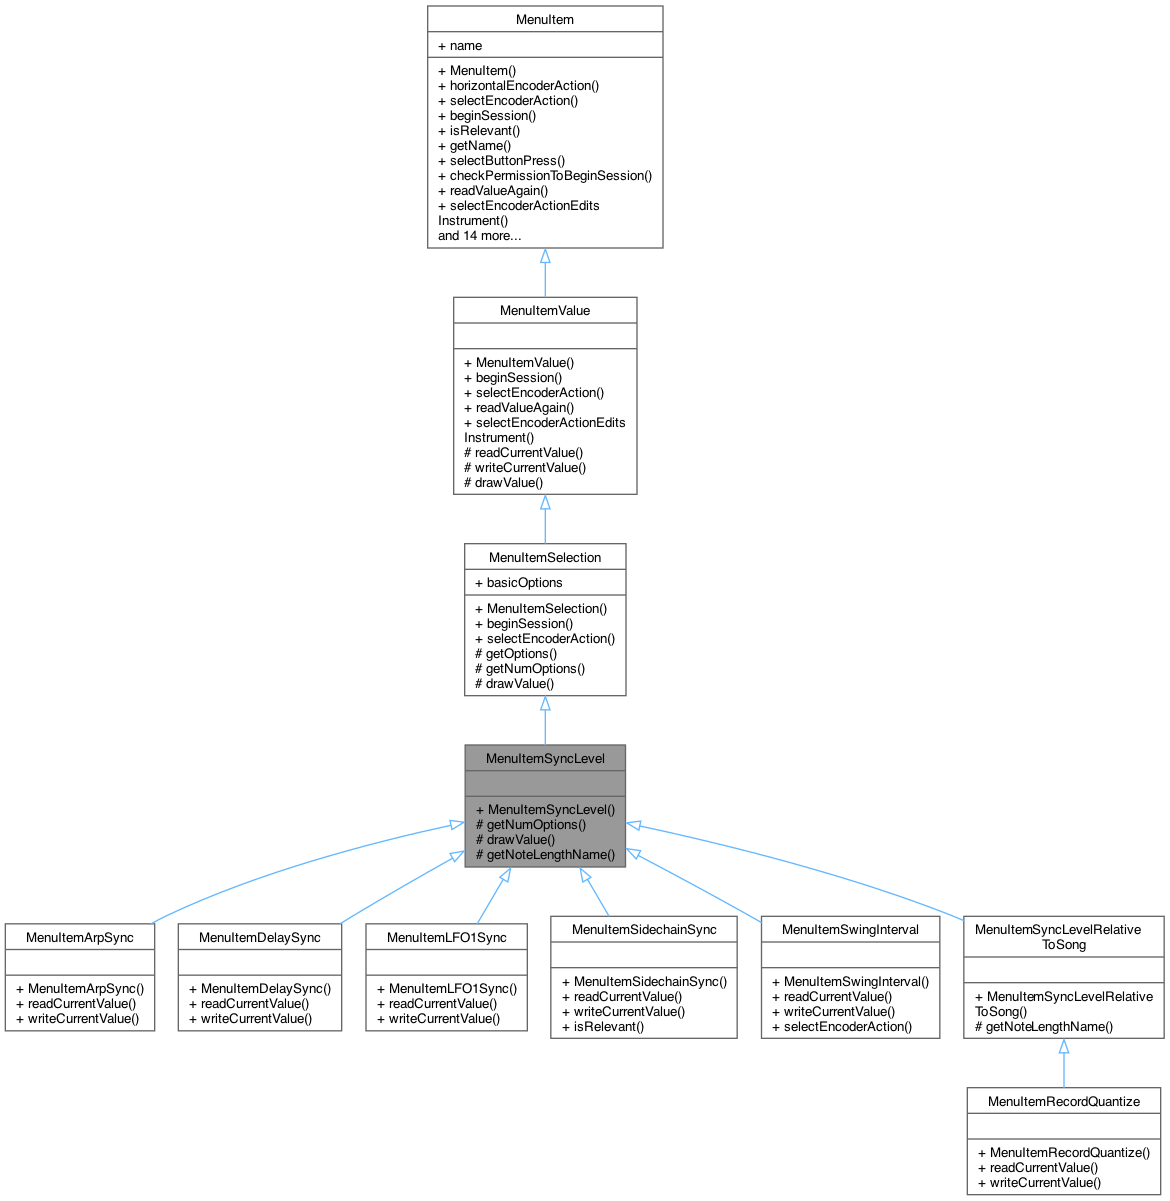 MenuItem
+ name
+ MenuItem()
+ horizontalEncoderAction()
+ selectEncoderAction()
+ beginSession()
+ isRelevant()
+ getName()
+ selectButtonPress()
+ checkPermissionToBeginSession()
+ readValueAgain()
+ selectEncoderActionEdits
Instrument()
and 14 more...
MenuItemValue
+ MenuItemValue()
+ beginSession()
+ selectEncoderAction()
+ readValueAgain()
+ selectEncoderActionEdits
Instrument()
# readCurrentValue()
# writeCurrentValue()
# drawValue()
MenuItemSelection
+ basicOptions
+ MenuItemSelection()
+ beginSession()
+ selectEncoderAction()
# getOptions()
# getNumOptions()
# drawValue()
MenuItemSyncLevel
+ MenuItemSyncLevel()
# getNumOptions()
# drawValue()
# getNoteLengthName()
MenuItemArpSync
+ MenuItemArpSync()
+ readCurrentValue()
+ writeCurrentValue()
MenuItemDelaySync
+ MenuItemDelaySync()
+ readCurrentValue()
+ writeCurrentValue()
MenuItemLFO1Sync
+ MenuItemLFO1Sync()
+ readCurrentValue()
+ writeCurrentValue()
MenuItemSidechainSync
+ MenuItemSidechainSync()
+ readCurrentValue()
+ writeCurrentValue()
+ isRelevant()
MenuItemSwingInterval
+ MenuItemSwingInterval()
+ readCurrentValue()
+ writeCurrentValue()
+ selectEncoderAction()
MenuItemSyncLevelRelative
ToSong
+ MenuItemSyncLevelRelative
ToSong()
# getNoteLengthName()
MenuItemRecordQuantize
+ MenuItemRecordQuantize()
+ readCurrentValue()
+ writeCurrentValue()